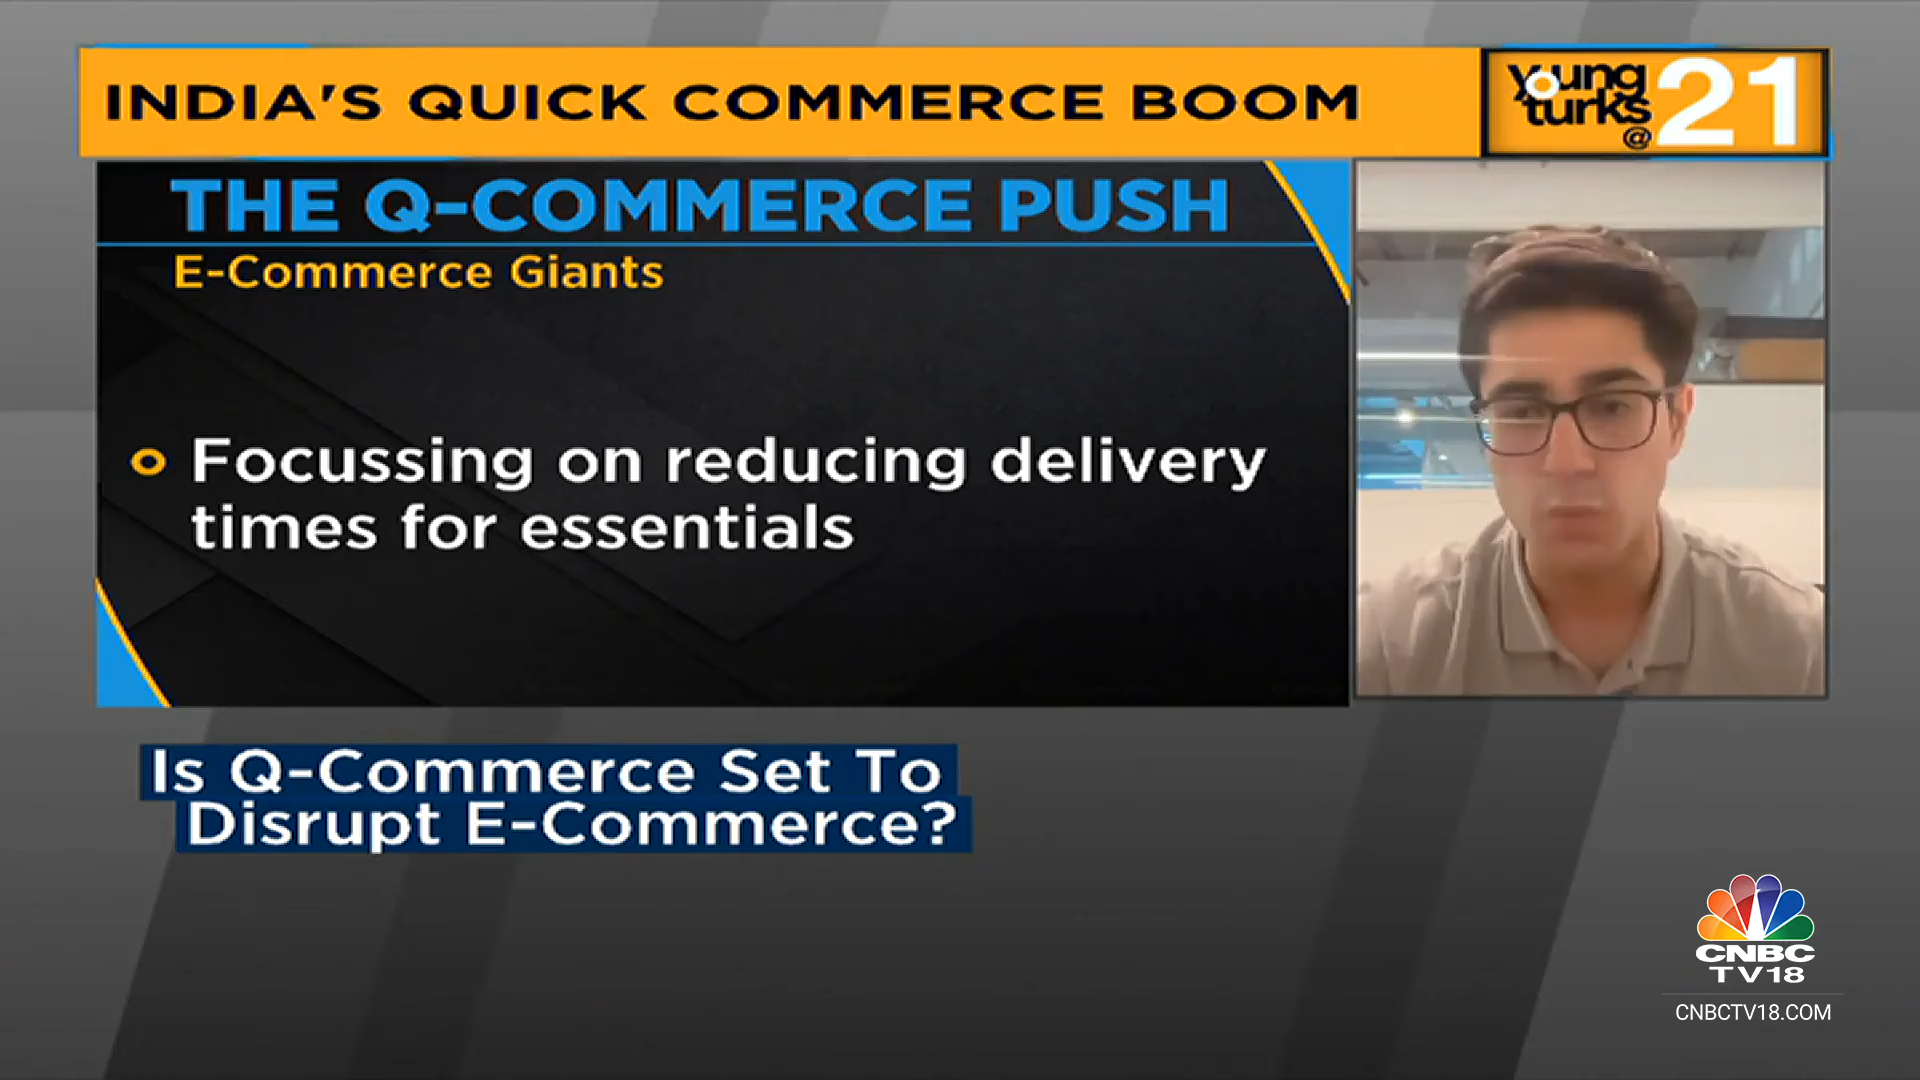 INDIA'S QUICK COMMERCE BOOM
young
turks
@21
THE Q-COMMERCE PUSH
E-Commerce Giants
Focussing on reducing delivery
times for essentials
Is Q-Commerce Set To
Disrupt E-Commerce?
CNBC
TV18
CNBCTV18.COM